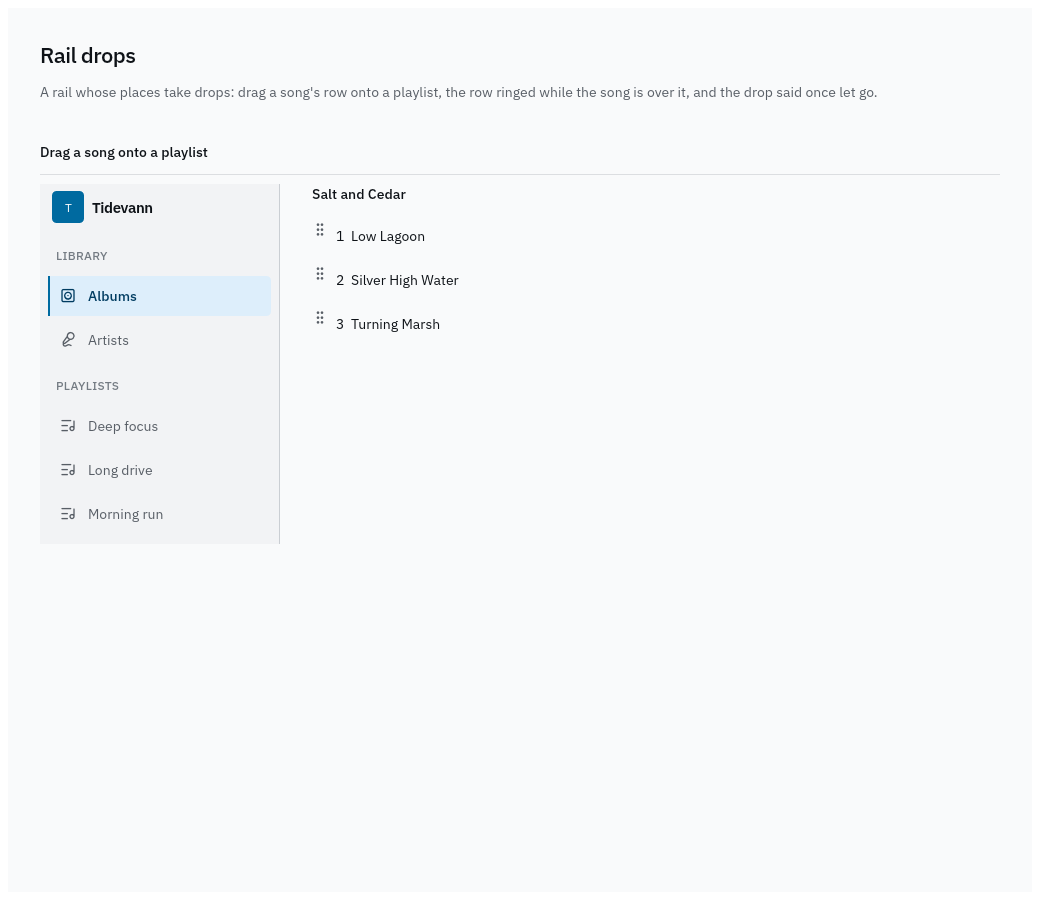 Rail drops
A rail whose places take drops: drag a song's row onto a playlist, the row ringed while the song is over it, and the drop said once let go.
Drag a song onto a playlist
T Tidevann
LIBRARY
Albums
Artists
PLAYLISTS
Deep focus
Long drive
Morning run
Salt and Cedar
1 Low Lagoon
2 Silver High Water
3 Turning Marsh